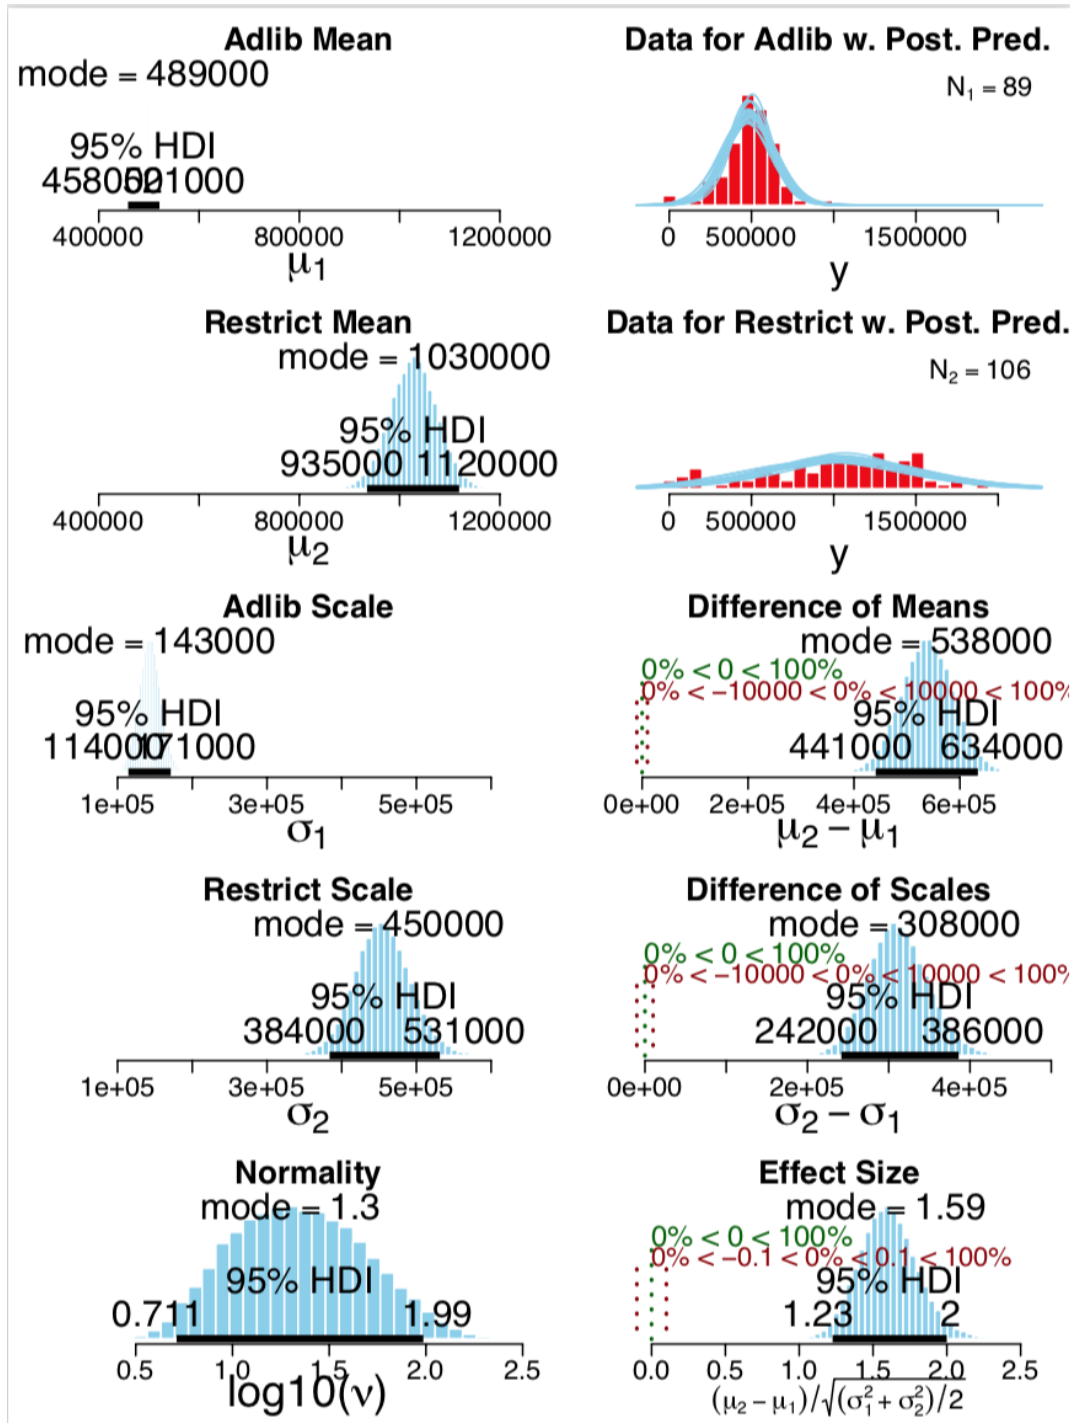 Adlib Mean
mode = 489000
95% HDI
458000 521000
400000 800000 1200000
μ1
Data for Adlib w. Post. Pred.
N1 = 89
0 500000 1500000
y
Restrict Mean
mode = 1030000
95% HDI
935000 1120000
400000 800000 1200000
μ2
Data for Restrict w. Post. Pred.
N2 = 106
0 500000 1500000
y
Adlib Scale
mode = 143000
95% HDI
114000 171000
1e+05 3e+05 5e+05
σ1
Difference of Means
mode = 538000
0% < 0 < 100%
0% < −10000 < 0% < 10000 < 100%
95% HDI
441000 634000
0e+00 2e+05 4e+05 6e+05
μ2 − μ1
Restrict Scale
mode = 450000
95% HDI
384000 531000
1e+05 3e+05 5e+05
σ2
Difference of Scales
mode = 308000
0% < 0 < 100%
0% < −10000 < 0% < 10000 < 100%
95% HDI
242000 386000
0e+00 2e+05 4e+05
σ2 − σ1
Normality
mode = 1.3
95% HDI
0.711 1.99
0.5 1.0 1.5 2.0 2.5
log10(ν)
Effect Size
mode = 1.59
0% < 0 < 100%
0% < −0.1 < 0% < 0.1 < 100%
95% HDI
1.23 2
0.0 0.5 1.0 1.5 2.0 2.5
(μ2 − μ1)/√(σ1² + σ2²)/2